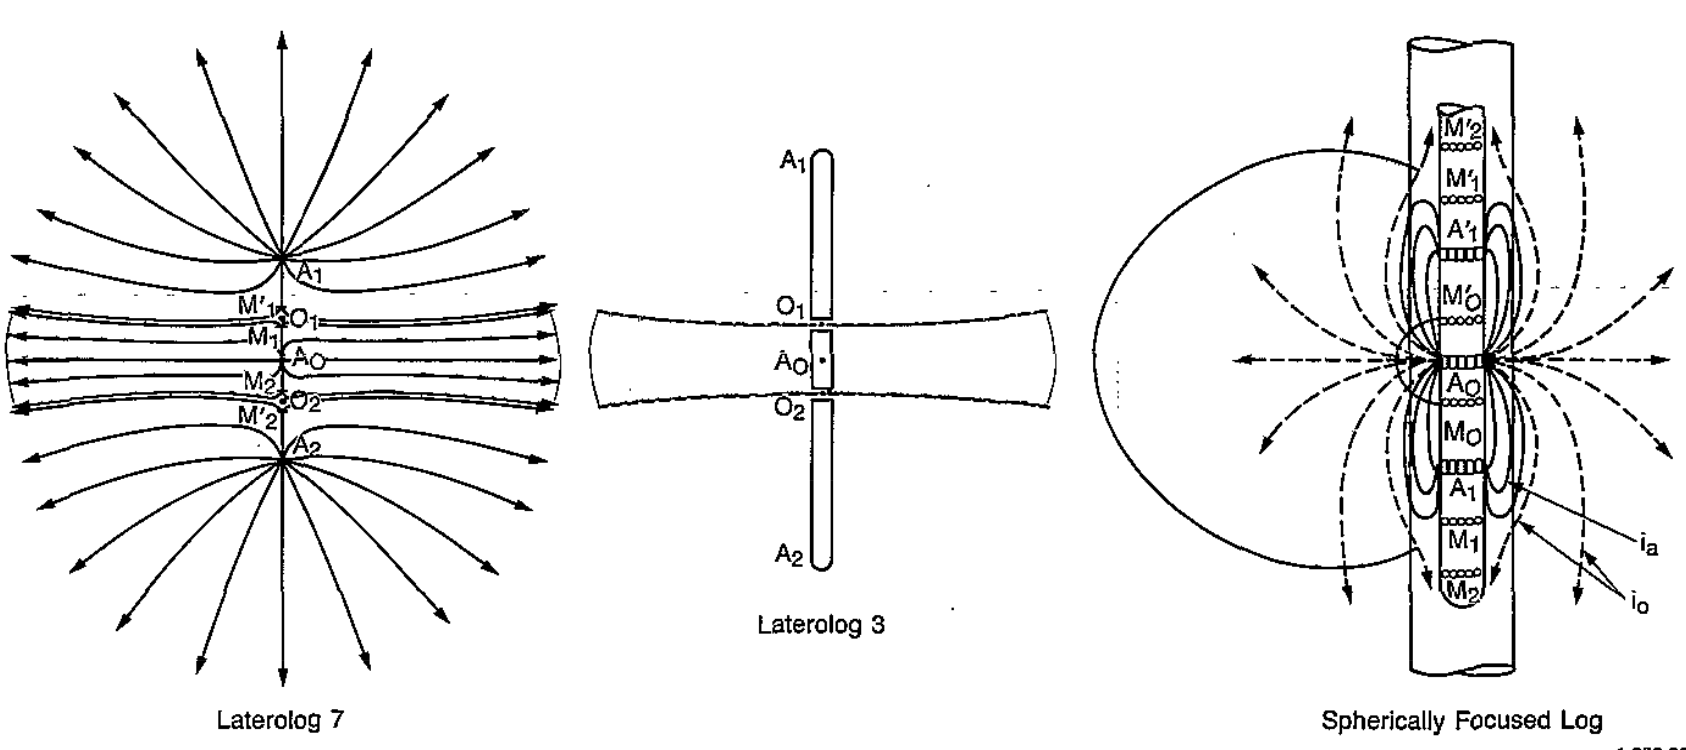 A1
M'1
O1
M1
AO
M2
O2
M'2
A2
Laterolog 7
A1
O1
AO
O2
A2
Laterolog 3
M'2
M'1
A'1
M'O
AO
MO
A1
M1
M2
ia
io
Spherically Focused Log